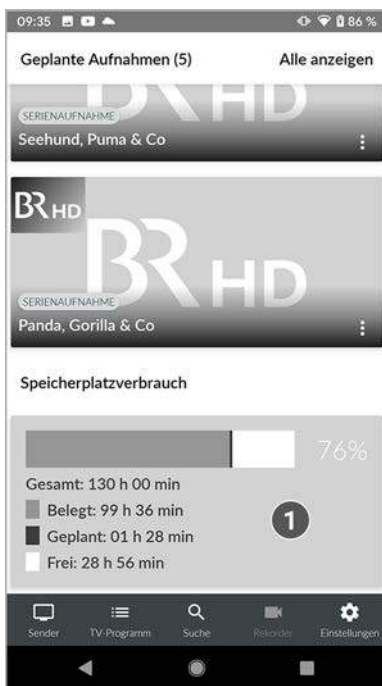 09:35 86 %
Geplante Aufnahmen (5) Alle anzeigen
HD
SERIENAUFNAHME
Seehund, Puma & Co
BR HD
BR HD
SERIENAUFNAHME
Panda, Gorilla & Co
Speicherplatzverbrauch
76%
Gesamt: 130 h 00 min
Belegt: 99 h 36 min
Geplant: 01 h 28 min
Frei: 28 h 56 min
1
Sender TV-Programm Suche Rekorder Einstellungen